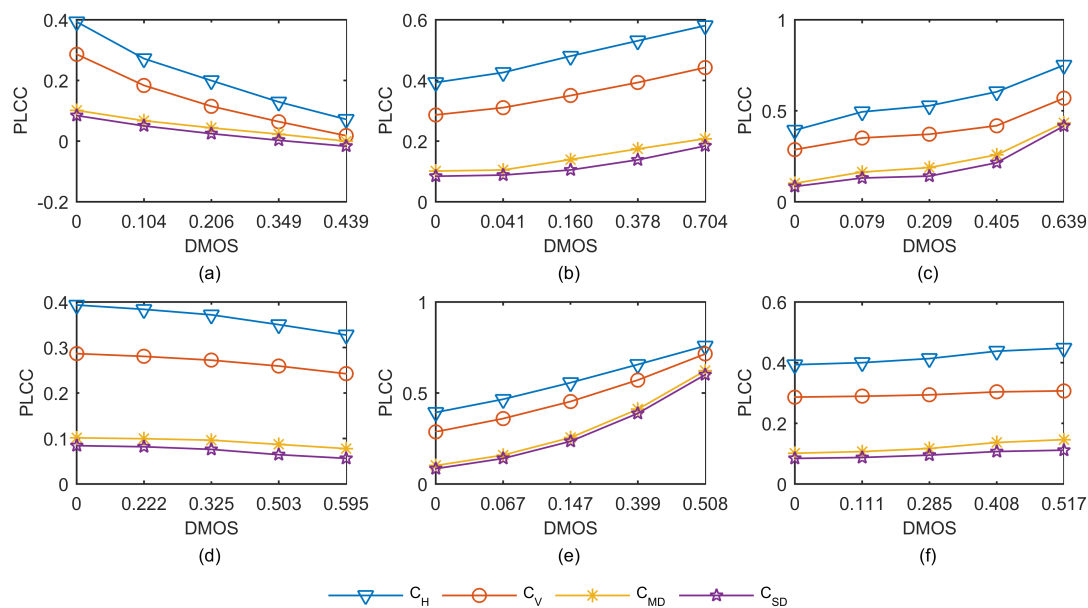 0.4
0.2
0
-0.2
PLCC
0 0.104 0.206 0.349 0.439
DMOS
(a)
0.6
0.4
0.2
0
PLCC
0 0.041 0.160 0.378 0.704
DMOS
(b)
1
0.5
0
PLCC
0 0.079 0.209 0.405 0.639
DMOS
(c)
0.4
0.3
0.2
0.1
0
PLCC
0 0.222 0.325 0.503 0.595
DMOS
(d)
1
0.5
0
PLCC
0 0.067 0.147 0.399 0.508
DMOS
(e)
0.6
0.4
0.2
0
PLCC
0 0.111 0.285 0.408 0.517
DMOS
(f)
C_H C_V C_MD C_SD